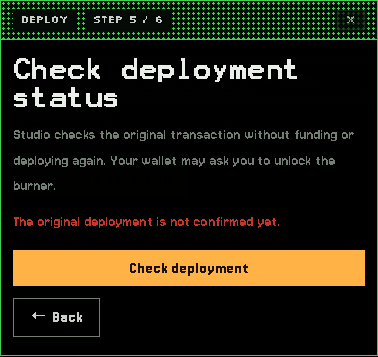 DEPLOY STEP 5 / 6 X
Check deployment
status
Studio checks the original transaction without funding or
deploying again. Your wallet may ask you to unlock the
burner.
The original deployment is not confirmed yet.
Check deployment
← Back